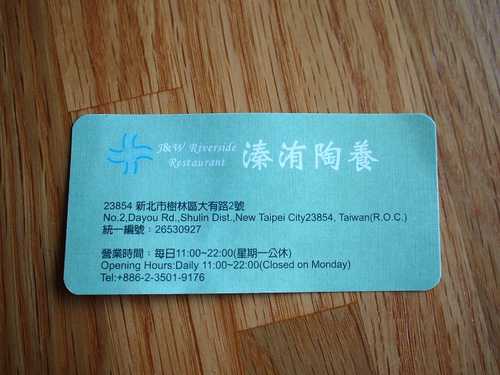 J&W Riverside
Restaurant
溱洧陶養
23854 新北市樹林區大有路2號
No.2,Dayou Rd.,Shulin Dist.,New Taipei City23854, Taiwan(R.O.C.)
統一編號：26530927
營業時間：每日11:00~22:00(星期一公休)
Opening Hours:Daily 11:00~22:00(Closed on Monday)
Tel:+886-2-3501-9176